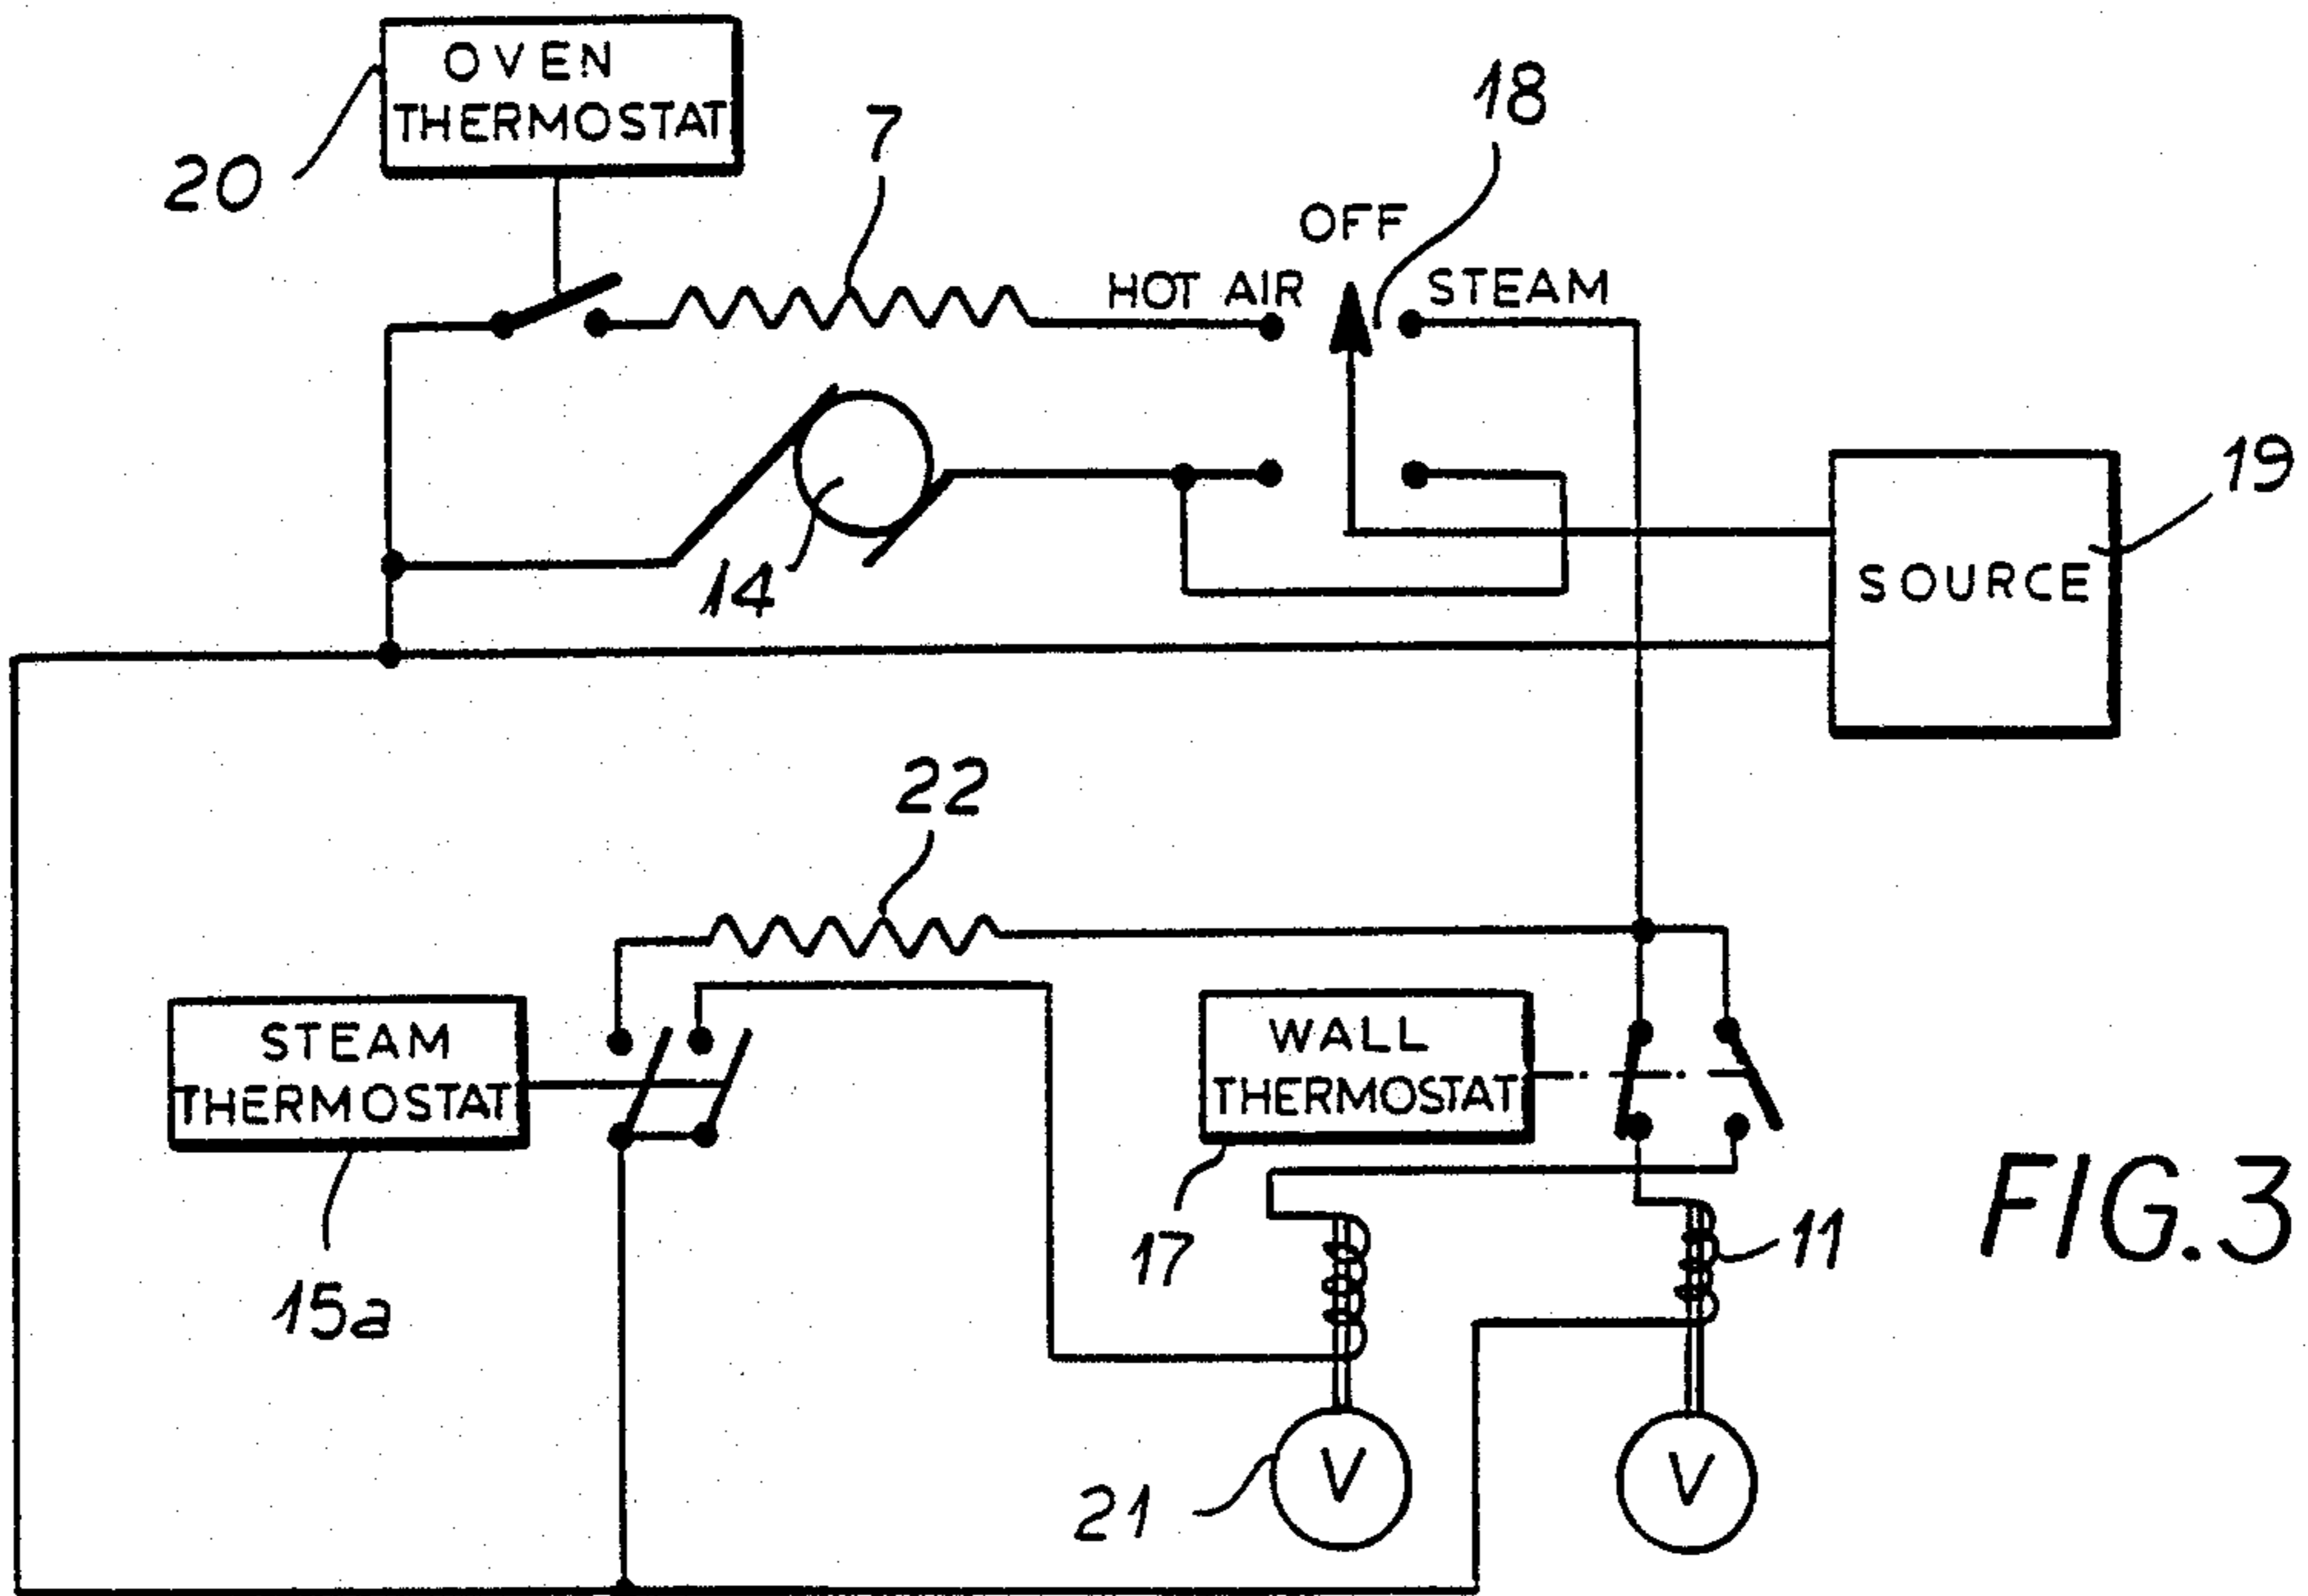 OVEN
THERMOSTAT
20
7
18
OFF
HOT AIR
STEAM
19
14
SOURCE
22
STEAM
THERMOSTAT
WALL
THERMOSTAT
15a
17
11
FIG.3
21
V
V